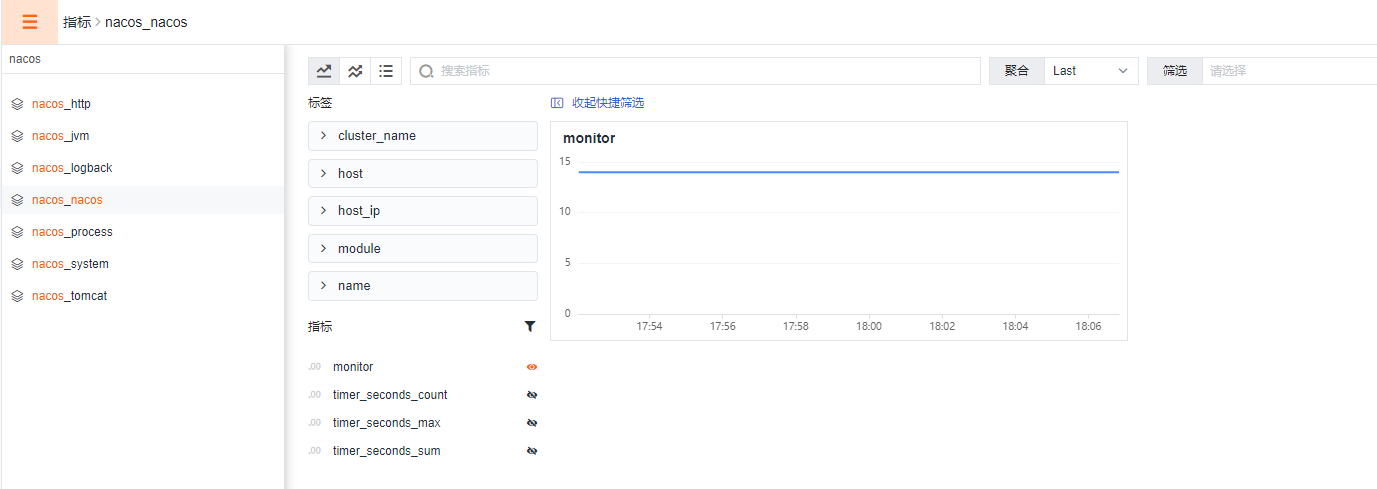 指标 > nacos_nacos
nacos
nacos_http
nacos_jvm
nacos_logback
nacos_nacos
nacos_process
nacos_system
nacos_tomcat
搜索指标
聚合 Last
筛选 请选择
标签
收起快捷筛选
cluster_name
host
host_ip
module
name
指标
.00 monitor
.00 timer_seconds_count
.00 timer_seconds_max
.00 timer_seconds_sum
monitor
15
10
5
0
17:54 17:56 17:58 18:00 18:02 18:04 18:06